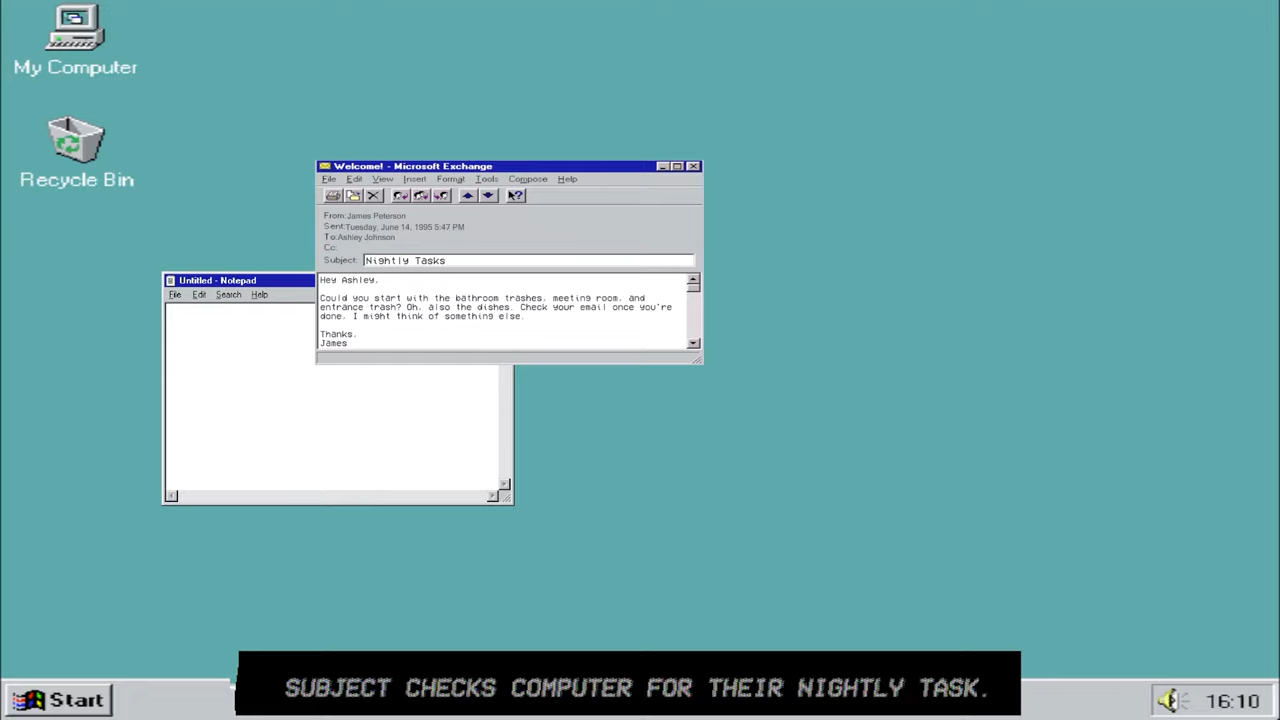 My Computer
Recycle Bin
Welcome! - Microsoft Exchange
File Edit View Insert Format Tools Compose Help
From: James Peterson
Sent: Tuesday, June 14, 1995 5:47 PM
To: Ashley Johnson
Cc:
Subject: Nightly Tasks
Hey Ashley,
Could you start with the bathroom trashes, meeting room, and
entrance trash? Oh, also the dishes. Check your email once you're
done, I might think of something else.
Thanks,
James
Untitled - Notepad
File Edit Search Help
SUBJECT CHECKS COMPUTER FOR THEIR NIGHTLY TASK.
Start
16:10